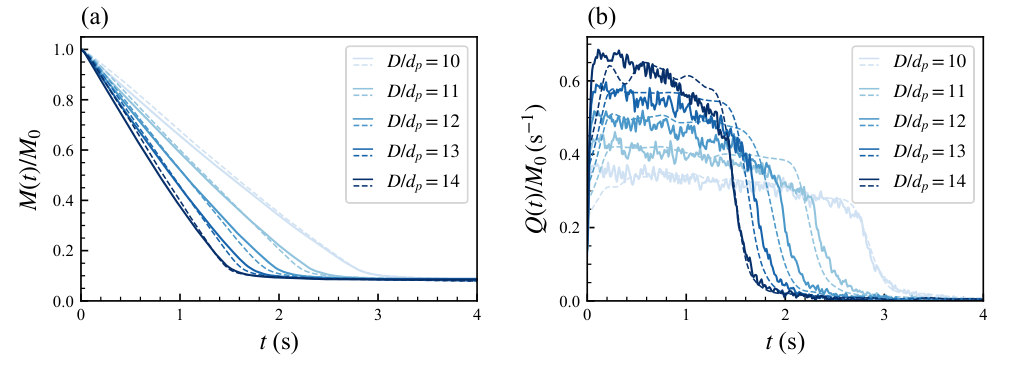 (a)
M(t)/M₀
1.0
0.8
0.6
0.4
0.2
0.0
0
1
2
3
4
t (s)
D/dₚ = 10
D/dₚ = 11
D/dₚ = 12
D/dₚ = 13
D/dₚ = 14
(b)
Q(t)/M₀ (s⁻¹)
0.6
0.4
0.2
0.0
0
1
2
3
4
t (s)
D/dₚ = 10
D/dₚ = 11
D/dₚ = 12
D/dₚ = 13
D/dₚ = 14